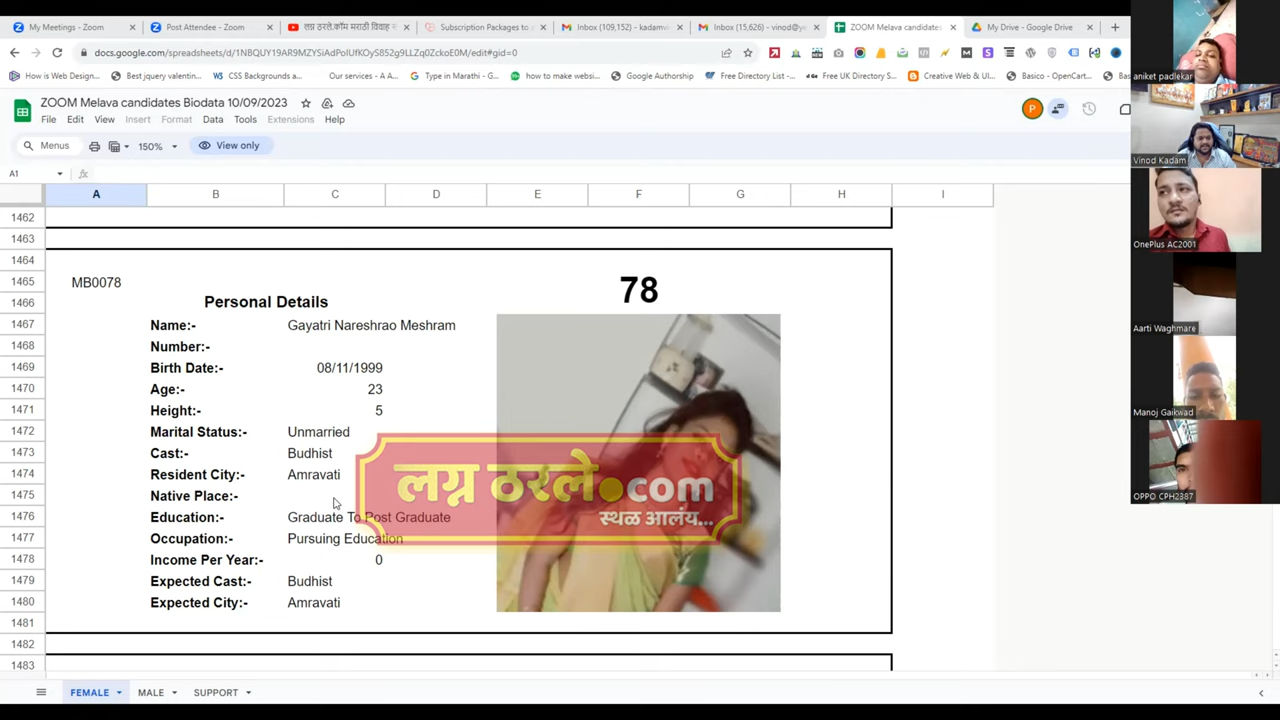 My Meetings - Zoom
Post Attendee - Zoom
लग्न ठरले.कॉम मराठी विवाह स
Subscription Packages to
Inbox (109,152) - kadamvi
Inbox (15,626) - vinod@ye
ZOOM Melava candidates
My Drive - Google Drive
docs.google.com/spreadsheets/d/1NBQUY19AR9MZYSiAdPolUfKOyS852g9LLZq0ZckoE0M/edit#gid=0
How is Web Design...
Best jquery valentin...
CSS Backgrounds a...
Our services - A A...
Type in Marathi - G...
how to make websi...
Google Authorship
Free Directory List -...
Free UK Directory S...
Creative Web & UI...
Basico - OpenCart...
ZOOM Melava candidates Biodata 10/09/2023
File Edit View Insert Format Data Tools Extensions Help
Menus 150% View only
A1 fx
A B C D E F G H I
1462
1463
1464
1465 MB0078 78
1466 Personal Details
1467 Name:- Gayatri Nareshrao Meshram
1468 Number:-
1469 Birth Date:- 08/11/1999
1470 Age:- 23
1471 Height:- 5
1472 Marital Status:- Unmarried
1473 Cast:- Budhist
1474 Resident City:- Amravati
1475 Native Place:-
1476 Education:- Graduate To Post Graduate
1477 Occupation:- Pursuing Education
1478 Income Per Year:- 0
1479 Expected Cast:- Budhist
1480 Expected City:- Amravati
1481
1482
1483
लग्न ठरले.com
स्थळ आलंय...
FEMALE MALE SUPPORT
aniket padlekar
Vinod Kadam
OnePlus AC2001
Aarti Waghmare
Manoj Gaikwad
OPPO CPH2387